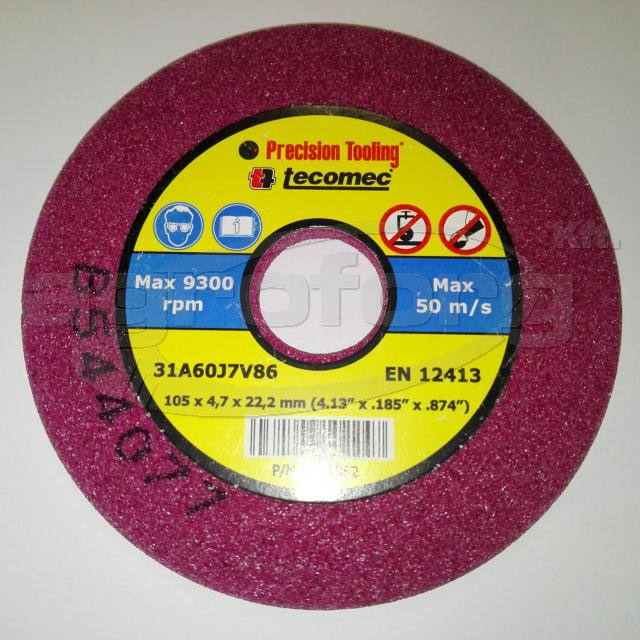 Precision Tooling®
tecomec®
Max 9300
rpm
Max
50 m/s
31A60J7V86
EN 12413
105 x 4,7 x 22,2 mm (4.13” x .185” x .874”)
P/N
B544077
agroforg
Kft.